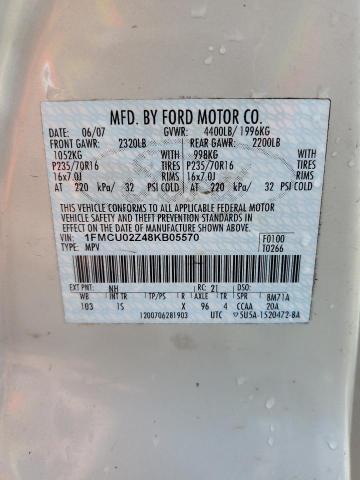 MFD. BY FORD MOTOR CO.
DATE: 06/07 GVWR: 4400LB/ 1996KG
FRONT GAWR: 2320LB REAR GAWR: 2200LB
1052KG WITH 998KG WITH
P235/70R16 TIRES P235/70R16 TIRES
16x7.0J RIMS 16x7.0J RIMS
AT 220 kPa/ 32 PSI COLD AT 220 kPa/ 32 PSI COLD
THIS VEHICLE CONFORMS TO ALL APPLICABLE FEDERAL MOTOR
VEHICLE SAFETY AND THEFT PREVENTION STANDARDS IN
EFFECT ON THE DATE OF MANUFACTURE SHOWN ABOVE.
VIN: 1FMCU02Z48KB05570 F0100
TYPE: MPV T0266
EXT PNT: NH RC: 21 DSO:
WB INT TR TP/PS R AXLE TR SPR 8M71A
103 IS X 96 4 CCAA 20A
1200706281903 UTC ▽5U5A-1520472-8A